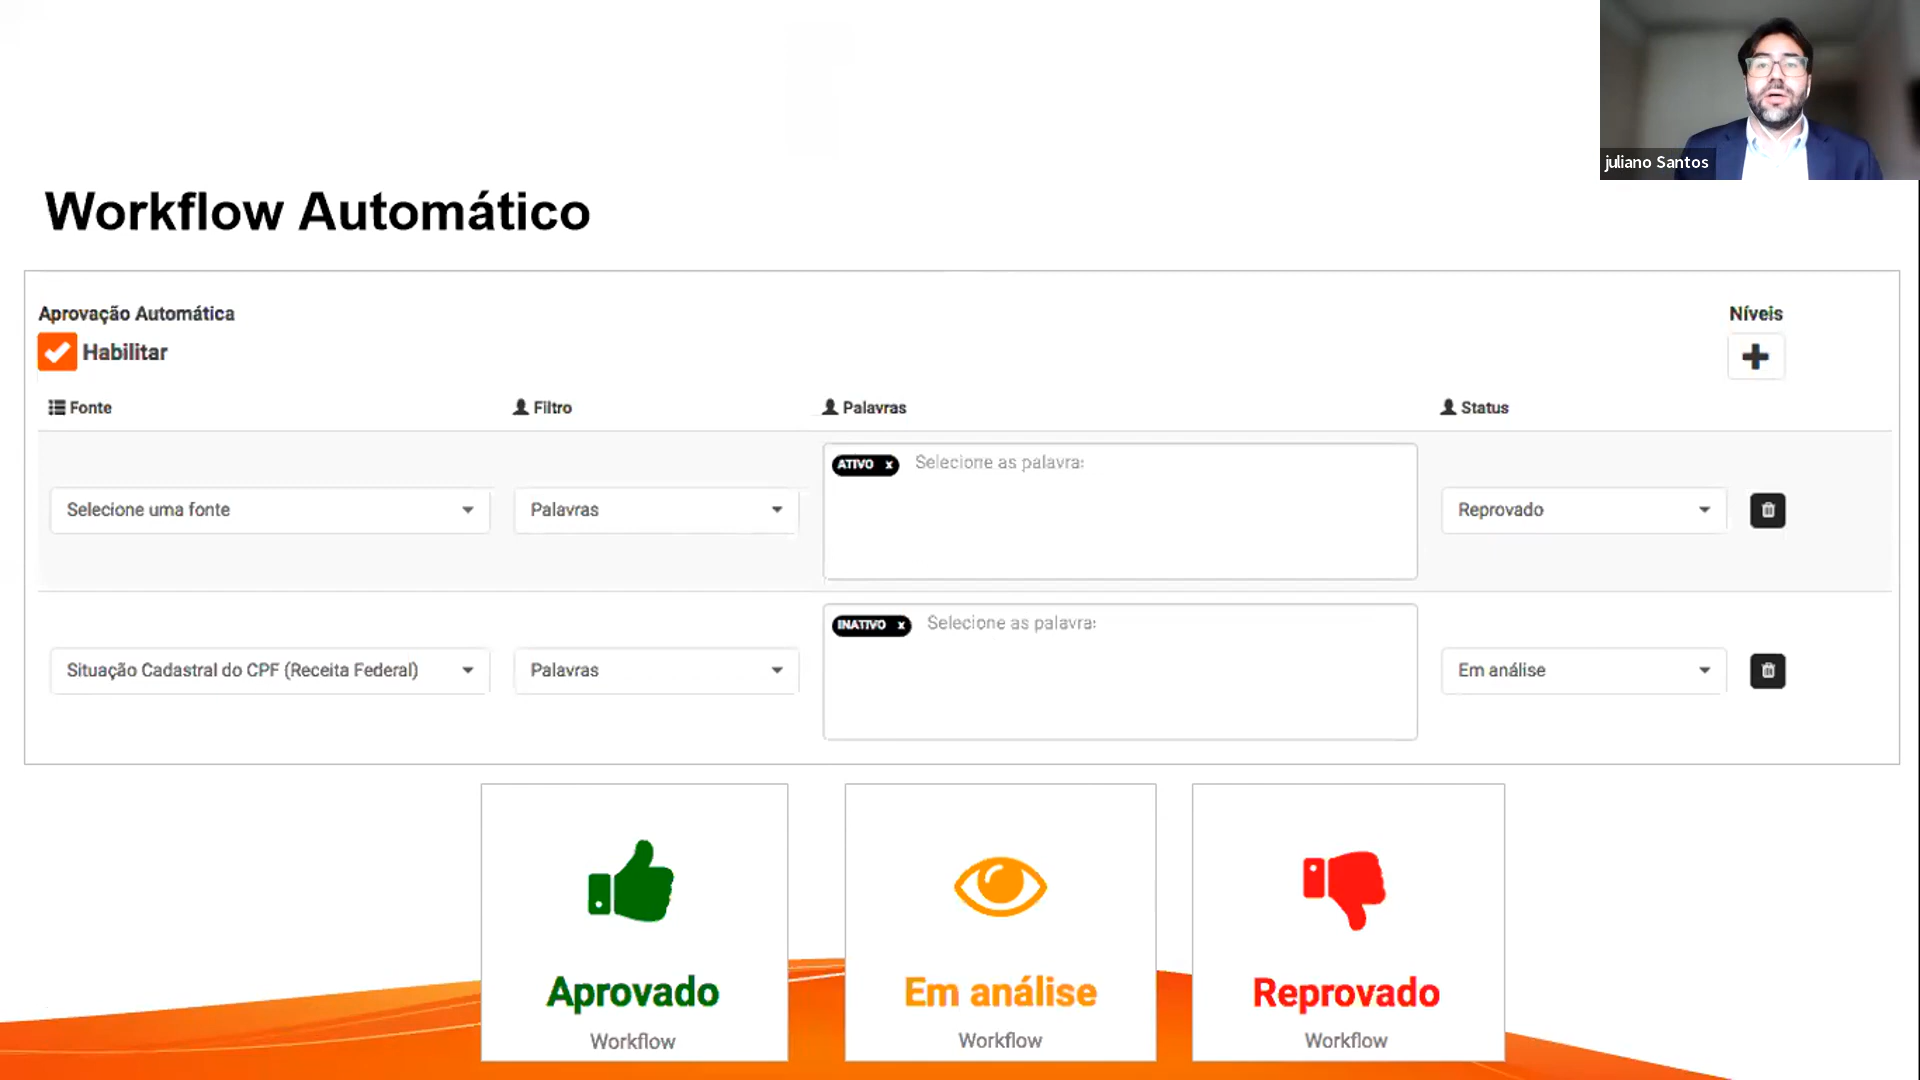 juliano Santos
Workflow Automático
Aprovação Automática
Níveis
Habilitar
Fonte
Filtro
Palavras
Status
ATIVO x Selecione as palavra:
Selecione uma fonte
Palavras
Reprovado
INATIVO x Selecione as palavra:
Situação Cadastral do CPF (Receita Federal)
Palavras
Em análise
Aprovado
Workflow
Em análise
Workflow
Reprovado
Workflow